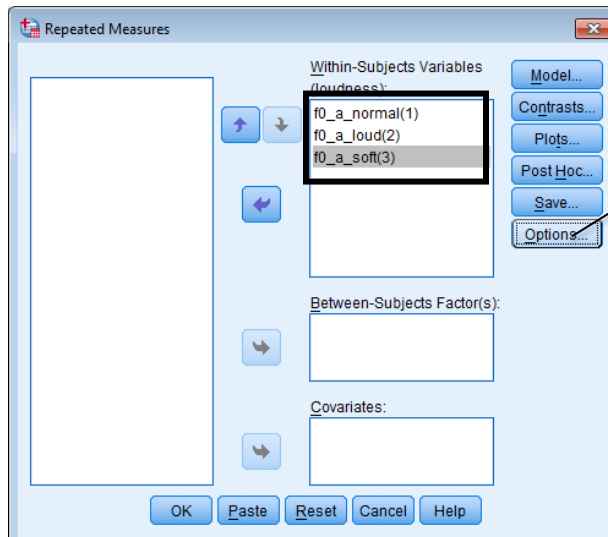 Repeated Measures
Within-Subjects Variables
(loudness):
f0_a_normal(1)
f0_a_loud(2)
f0_a_soft(3)
Model...
Contrasts...
Plots...
Post Hoc...
Save...
Options...
Between-Subjects Factor(s):
Covariates:
OK Paste Reset Cancel Help